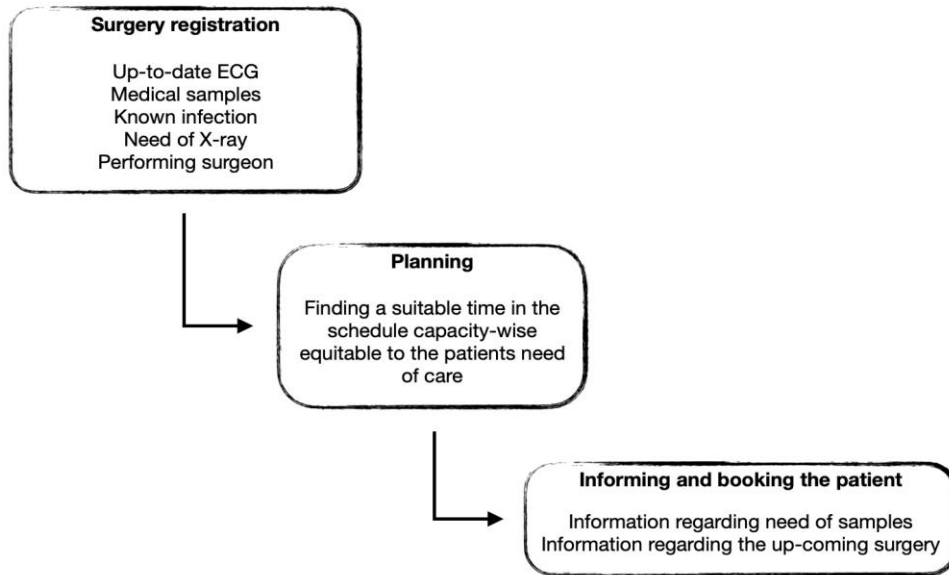 Surgery registration
Up-to-date ECG
Medical samples
Known infection
Need of X-ray
Performing surgeon
Planning
Finding a suitable time in the
schedule capacity-wise
equitable to the patients need
of care
Informing and booking the patient
Information regarding need of samples
Information regarding the up-coming surgery